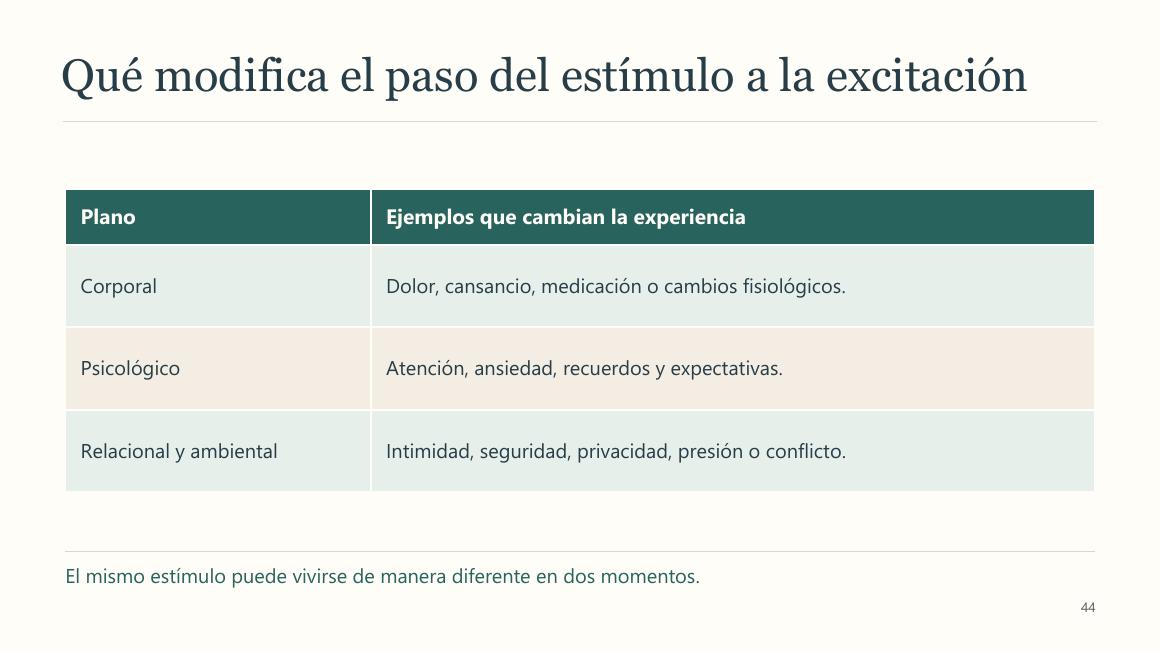 Qué modifica el paso del estímulo a la excitación
Plano
Ejemplos que cambian la experiencia
Corporal
Dolor, cansancio, medicación o cambios fisiológicos.
Psicológico
Atención, ansiedad, recuerdos y expectativas.
Relacional y ambiental
Intimidad, seguridad, privacidad, presión o conflicto.
El mismo estímulo puede vivirse de manera diferente en dos momentos.
44